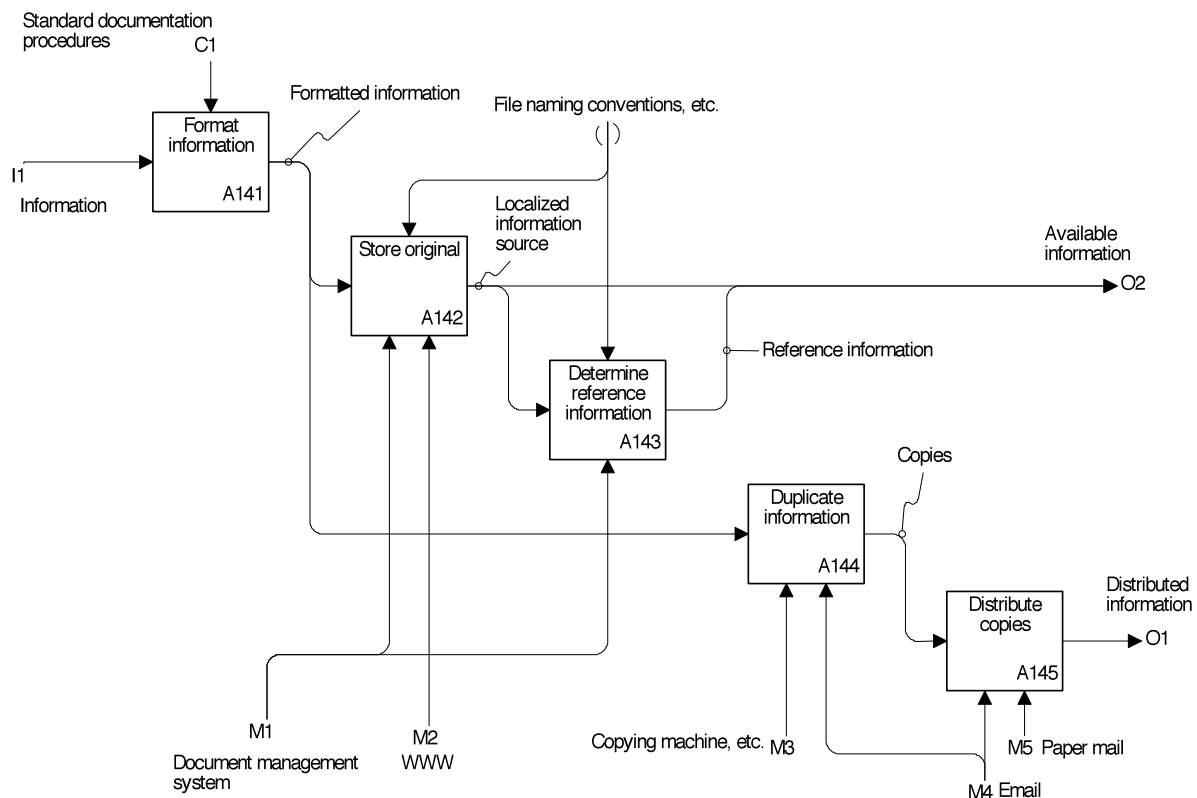 Standard documentation
procedures
C1
Formatted information
File naming conventions, etc.
Format
information
A141
I1
Information
Localized
information
source
Store original
A142
Available
information
O2
Reference information
Determine
reference
information
A143
Copies
Duplicate
information
A144
Distribute
copies
A145
Distributed
information
O1
M1
Document management
system
M2
WWW
Copying machine, etc. M3
M5 Paper mail
M4 Email